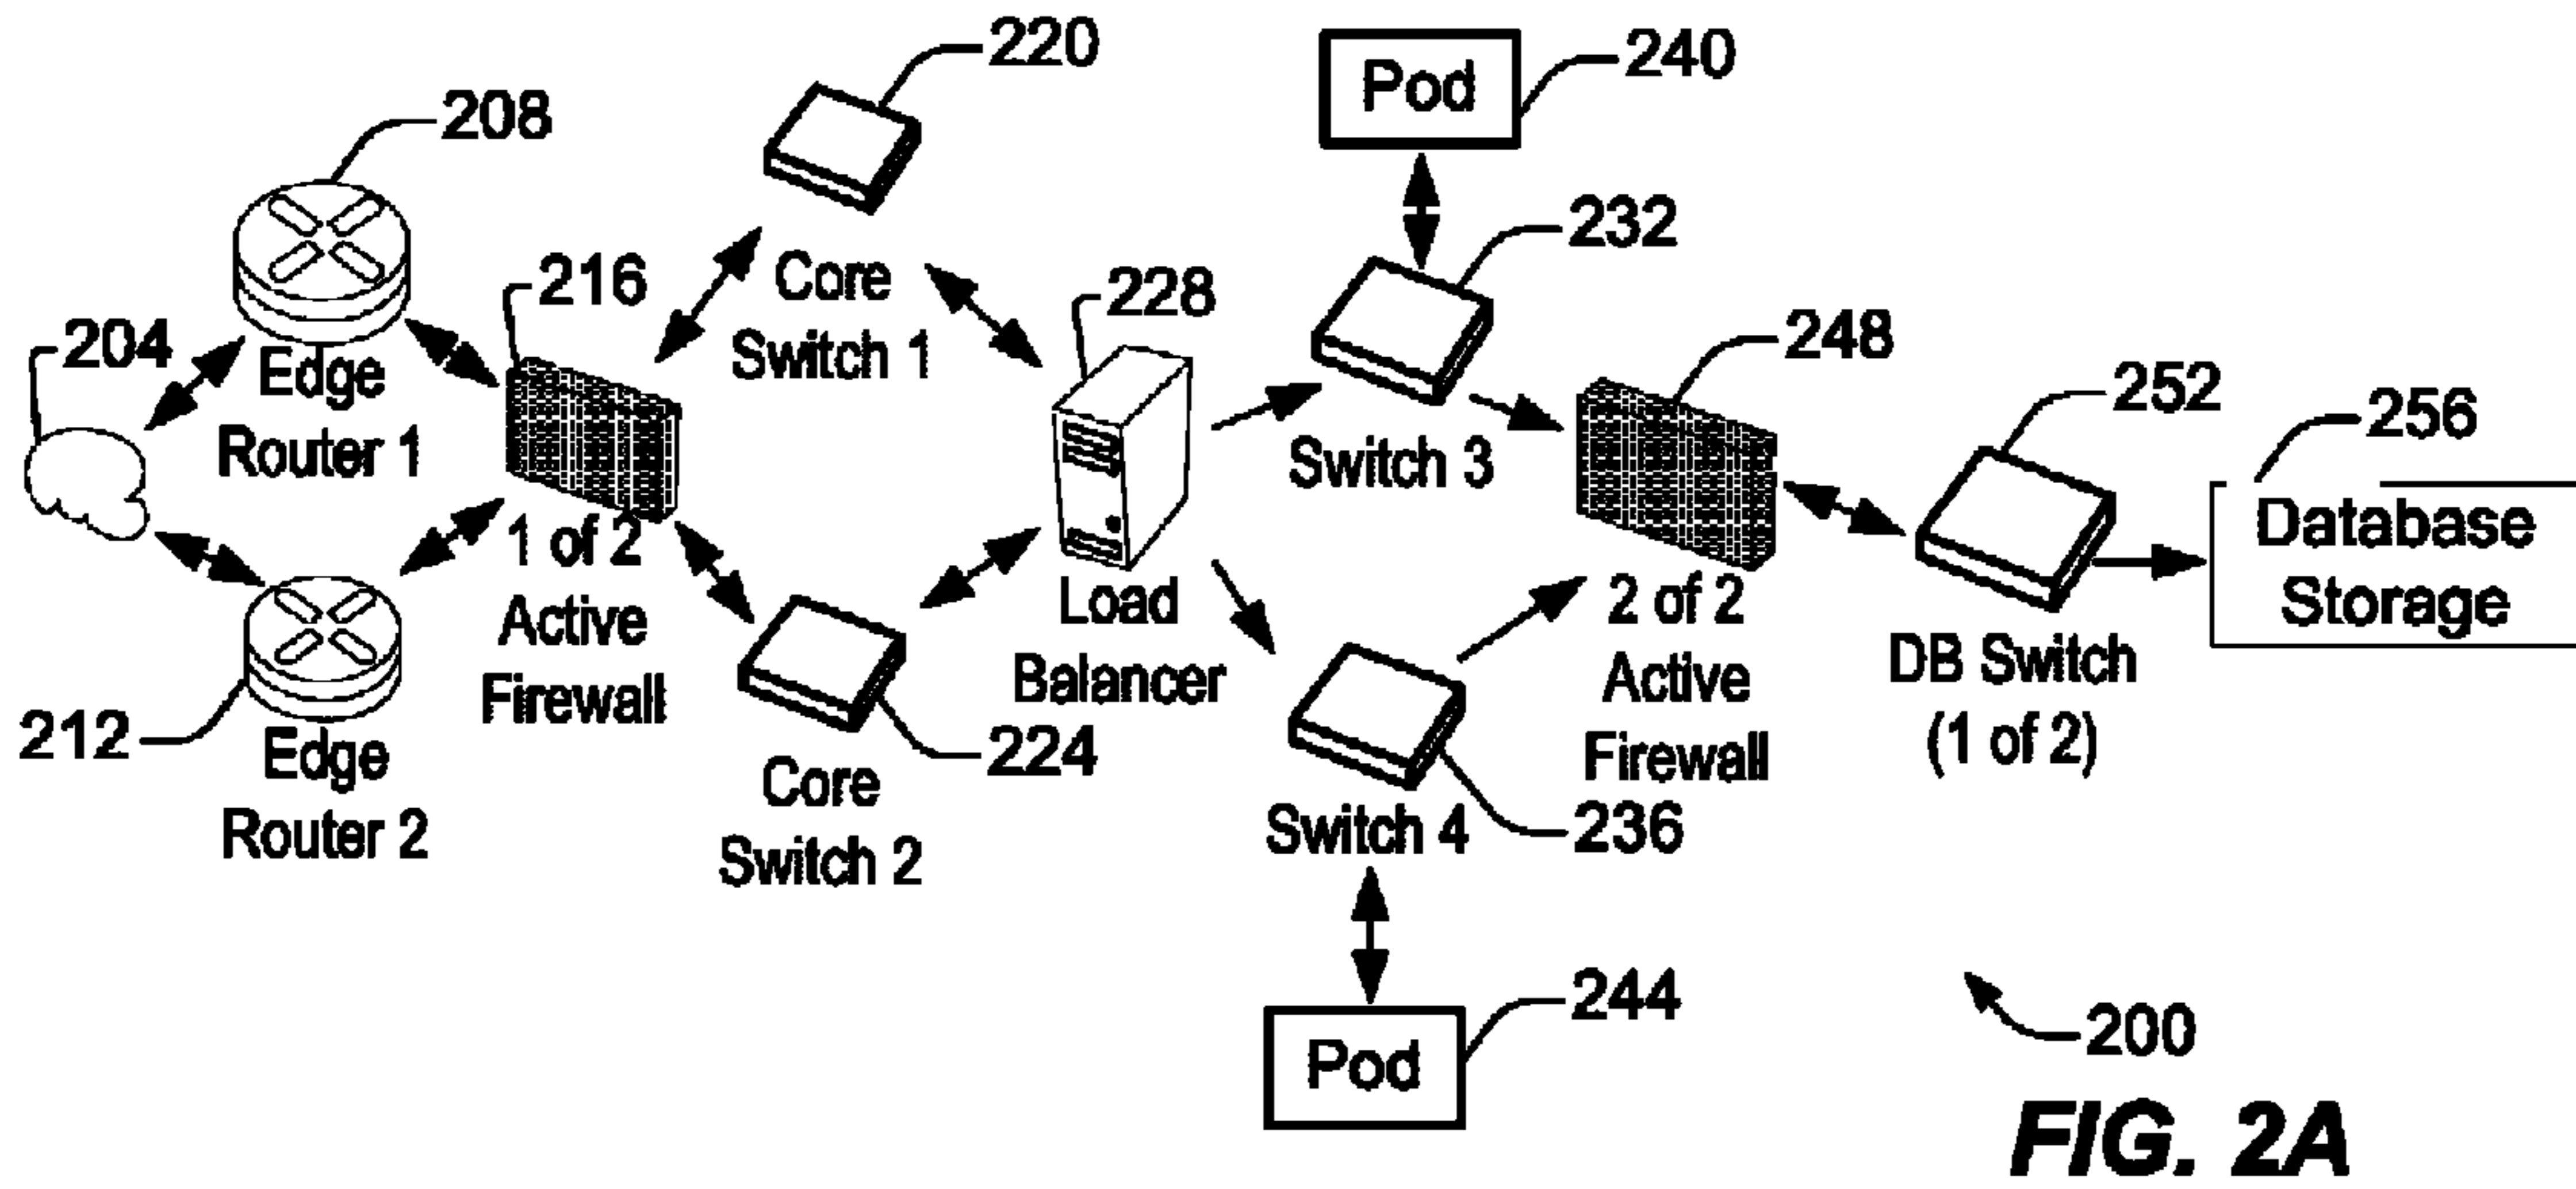 220
240
Pod
208
232
216
Core
Switch 1
228
248
204
Edge
Router 1
Switch 3
252
256
Database
Storage
1 of 2
Active
Firewall
Load
Balancer
2 of 2
Active
Firewall
DB Switch
(1 of 2)
212
Edge
Router 2
224
Core
Switch 2
Switch 4
236
244
Pod
200
FIG. 2A